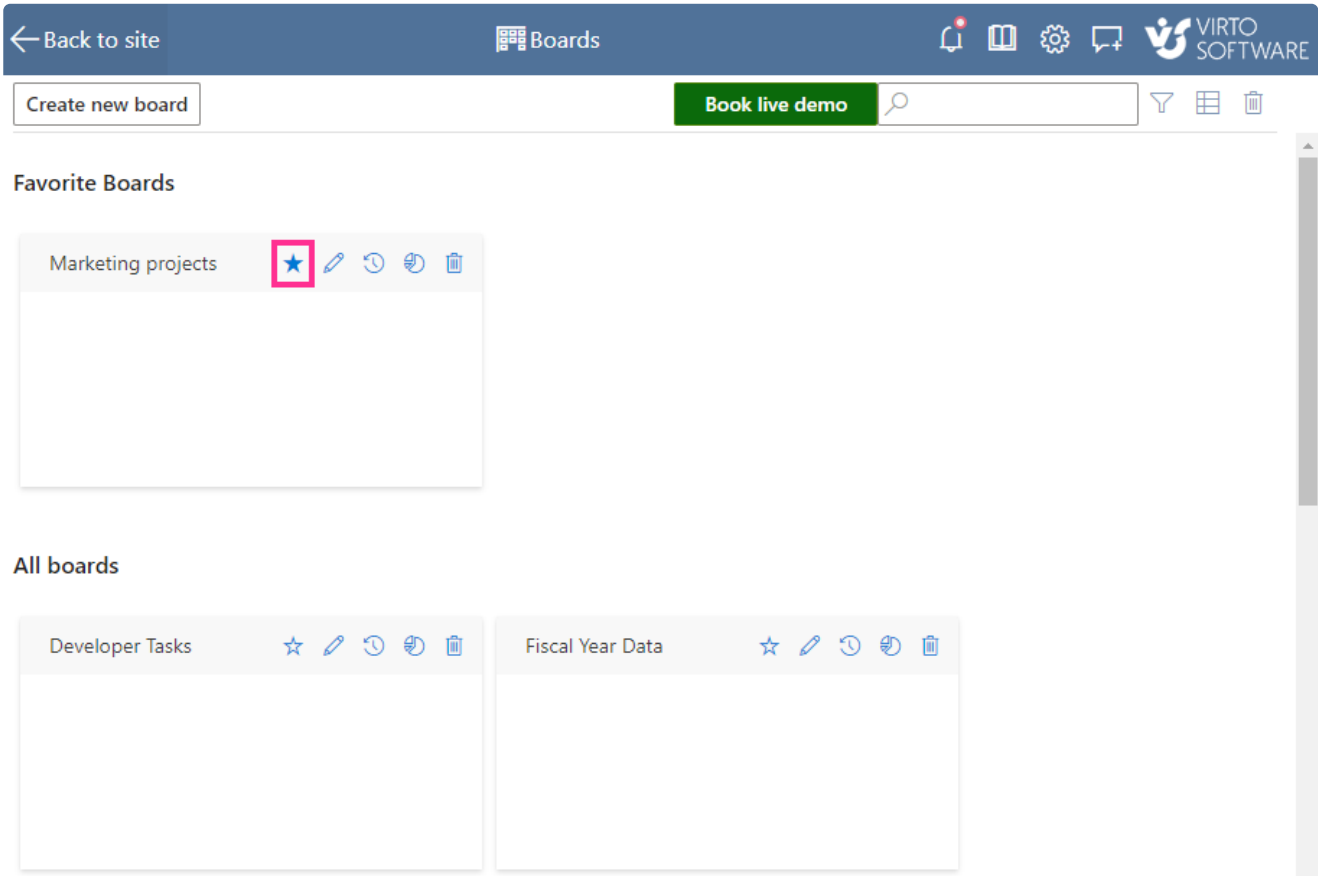 Back to site
Boards
VIRTO
SOFTWARE
Create new board
Book live demo
Favorite Boards
Marketing projects
All boards
Developer Tasks
Fiscal Year Data